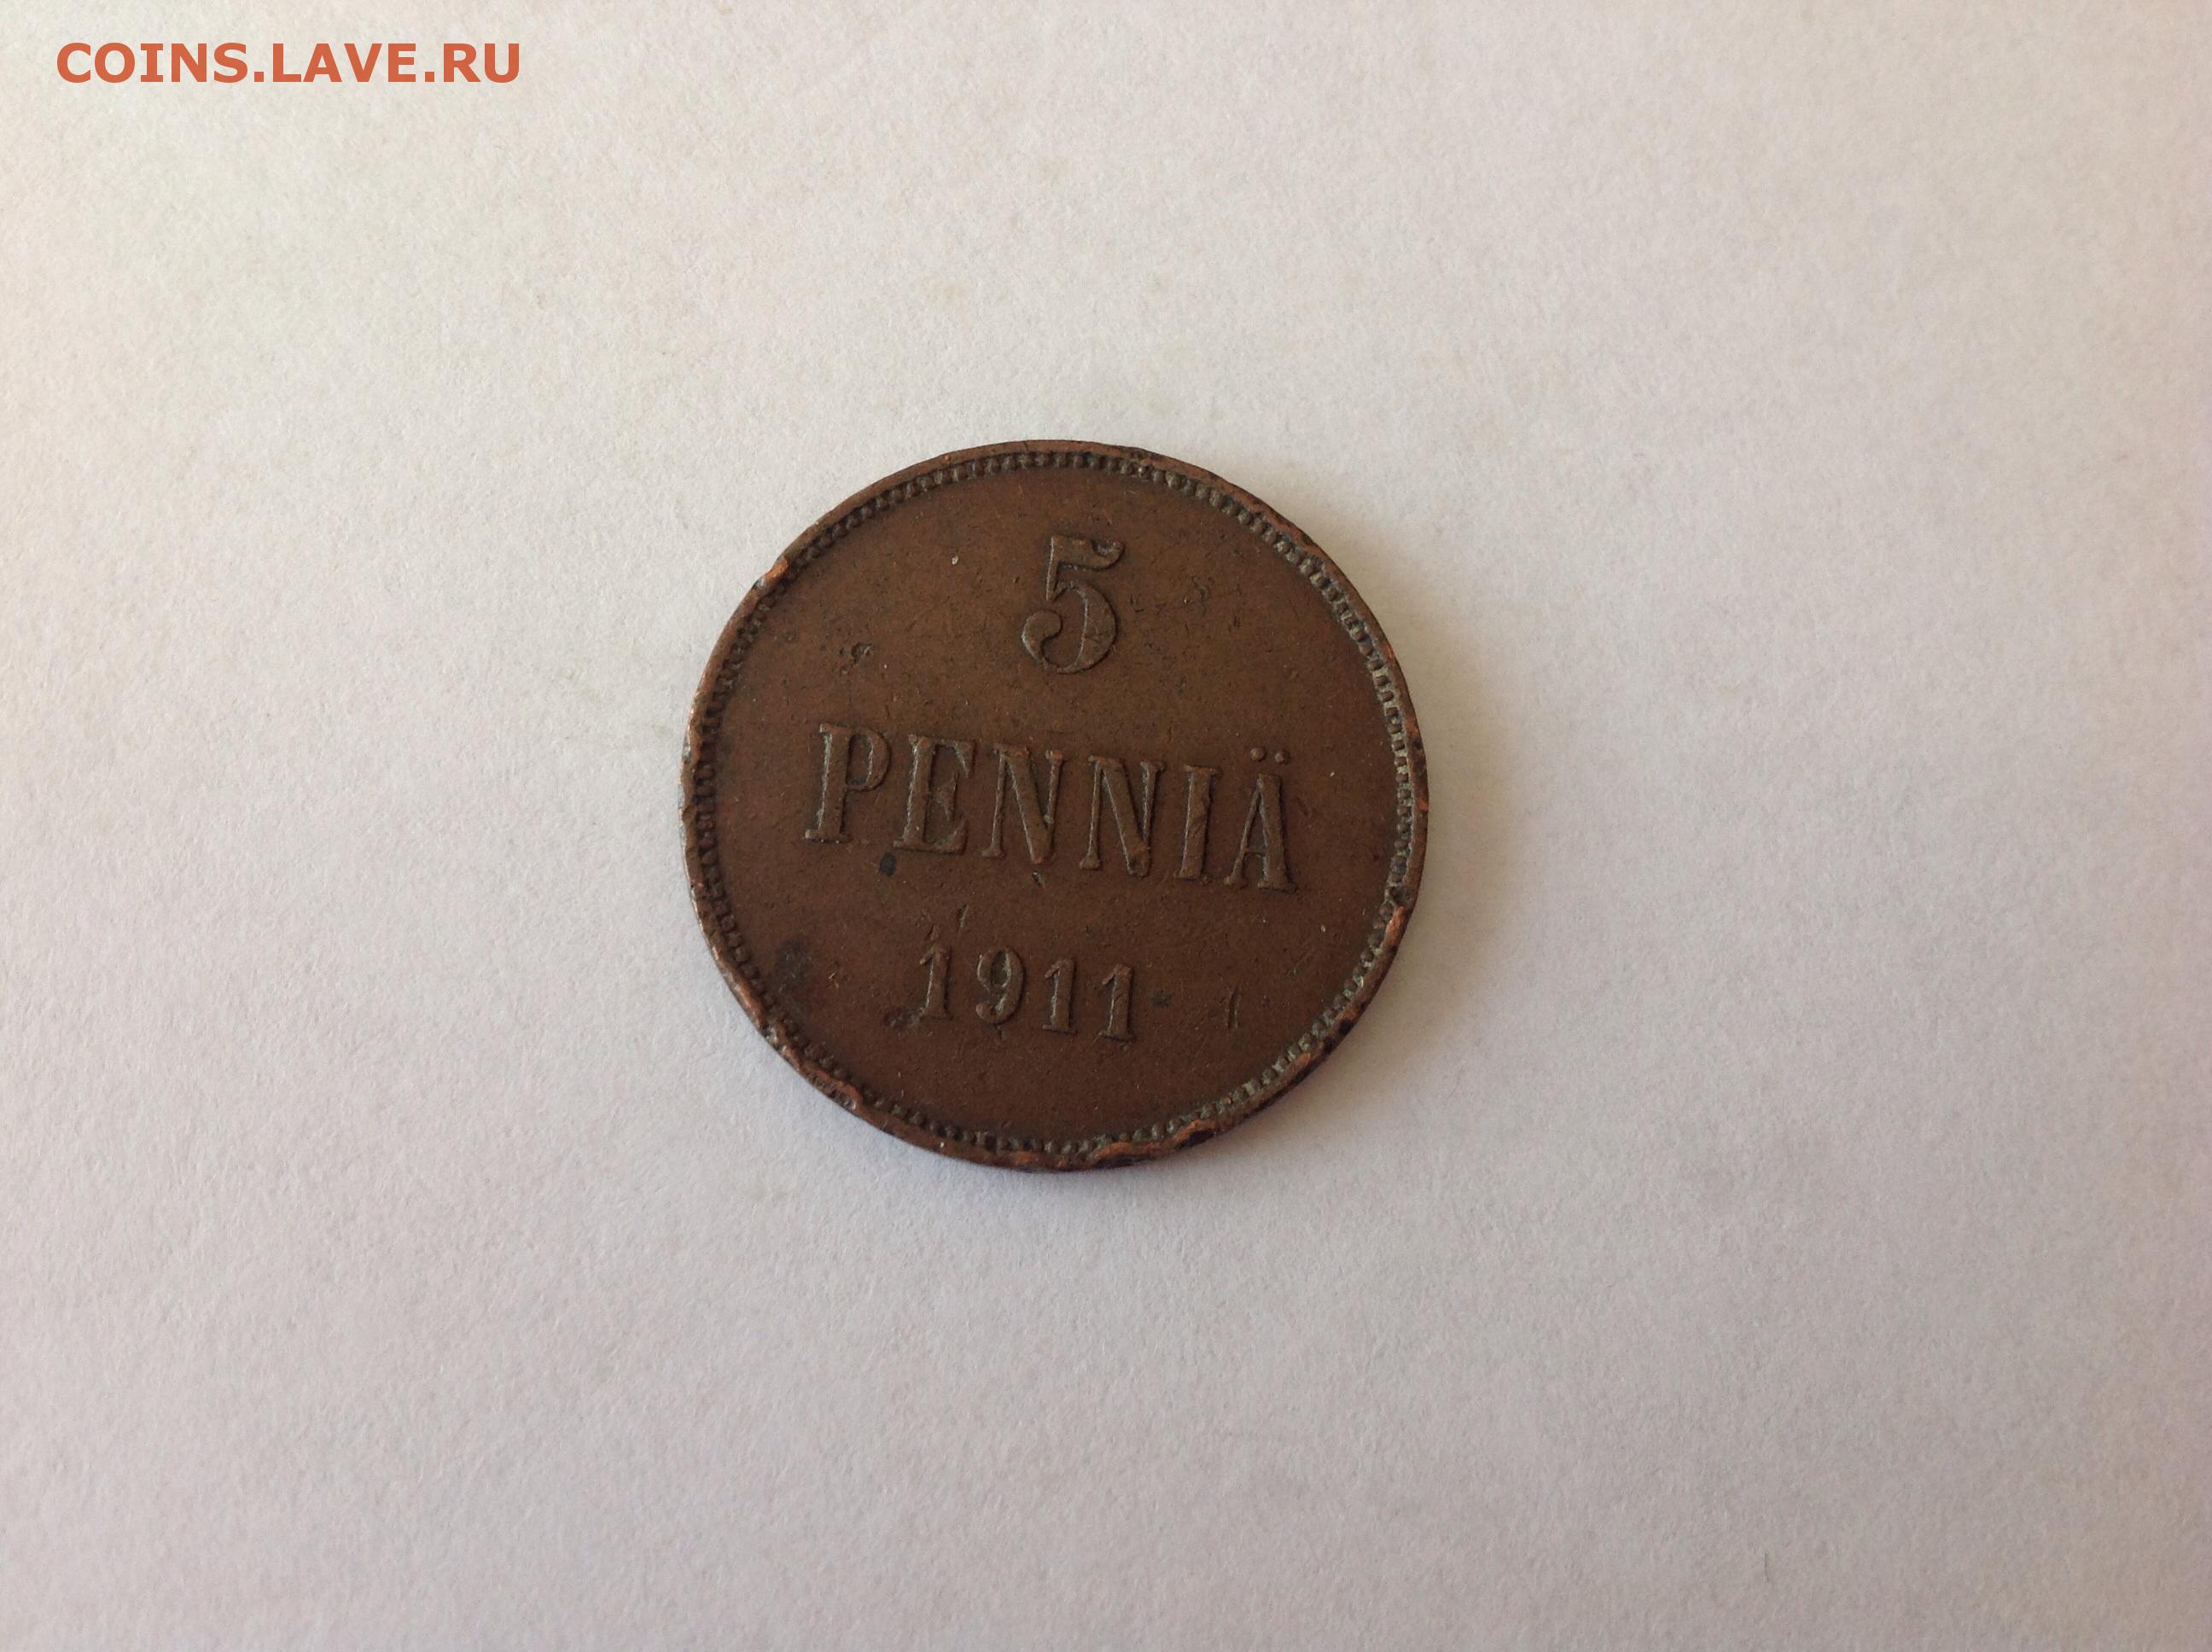 COINS.LAVE.RU
5
PENNIÄ
1911